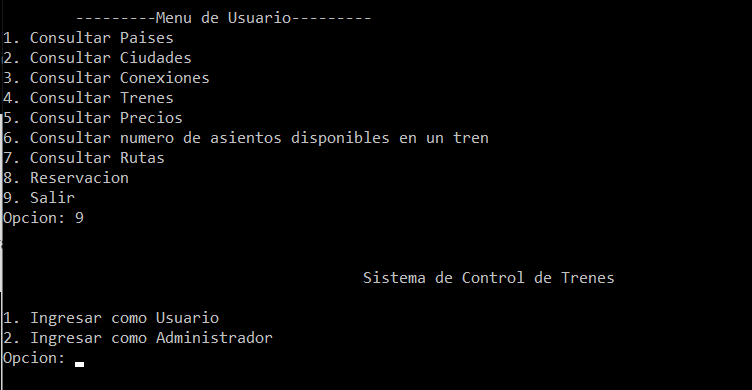 ---------Menu de Usuario---------
1. Consultar Paises
2. Consultar Ciudades
3. Consultar Conexiones
4. Consultar Trenes
5. Consultar Precios
6. Consultar numero de asientos disponibles en un tren
7. Consultar Rutas
8. Reservacion
9. Salir
Opcion: 9
Sistema de Control de Trenes
1. Ingresar como Usuario
2. Ingresar como Administrador
Opcion: